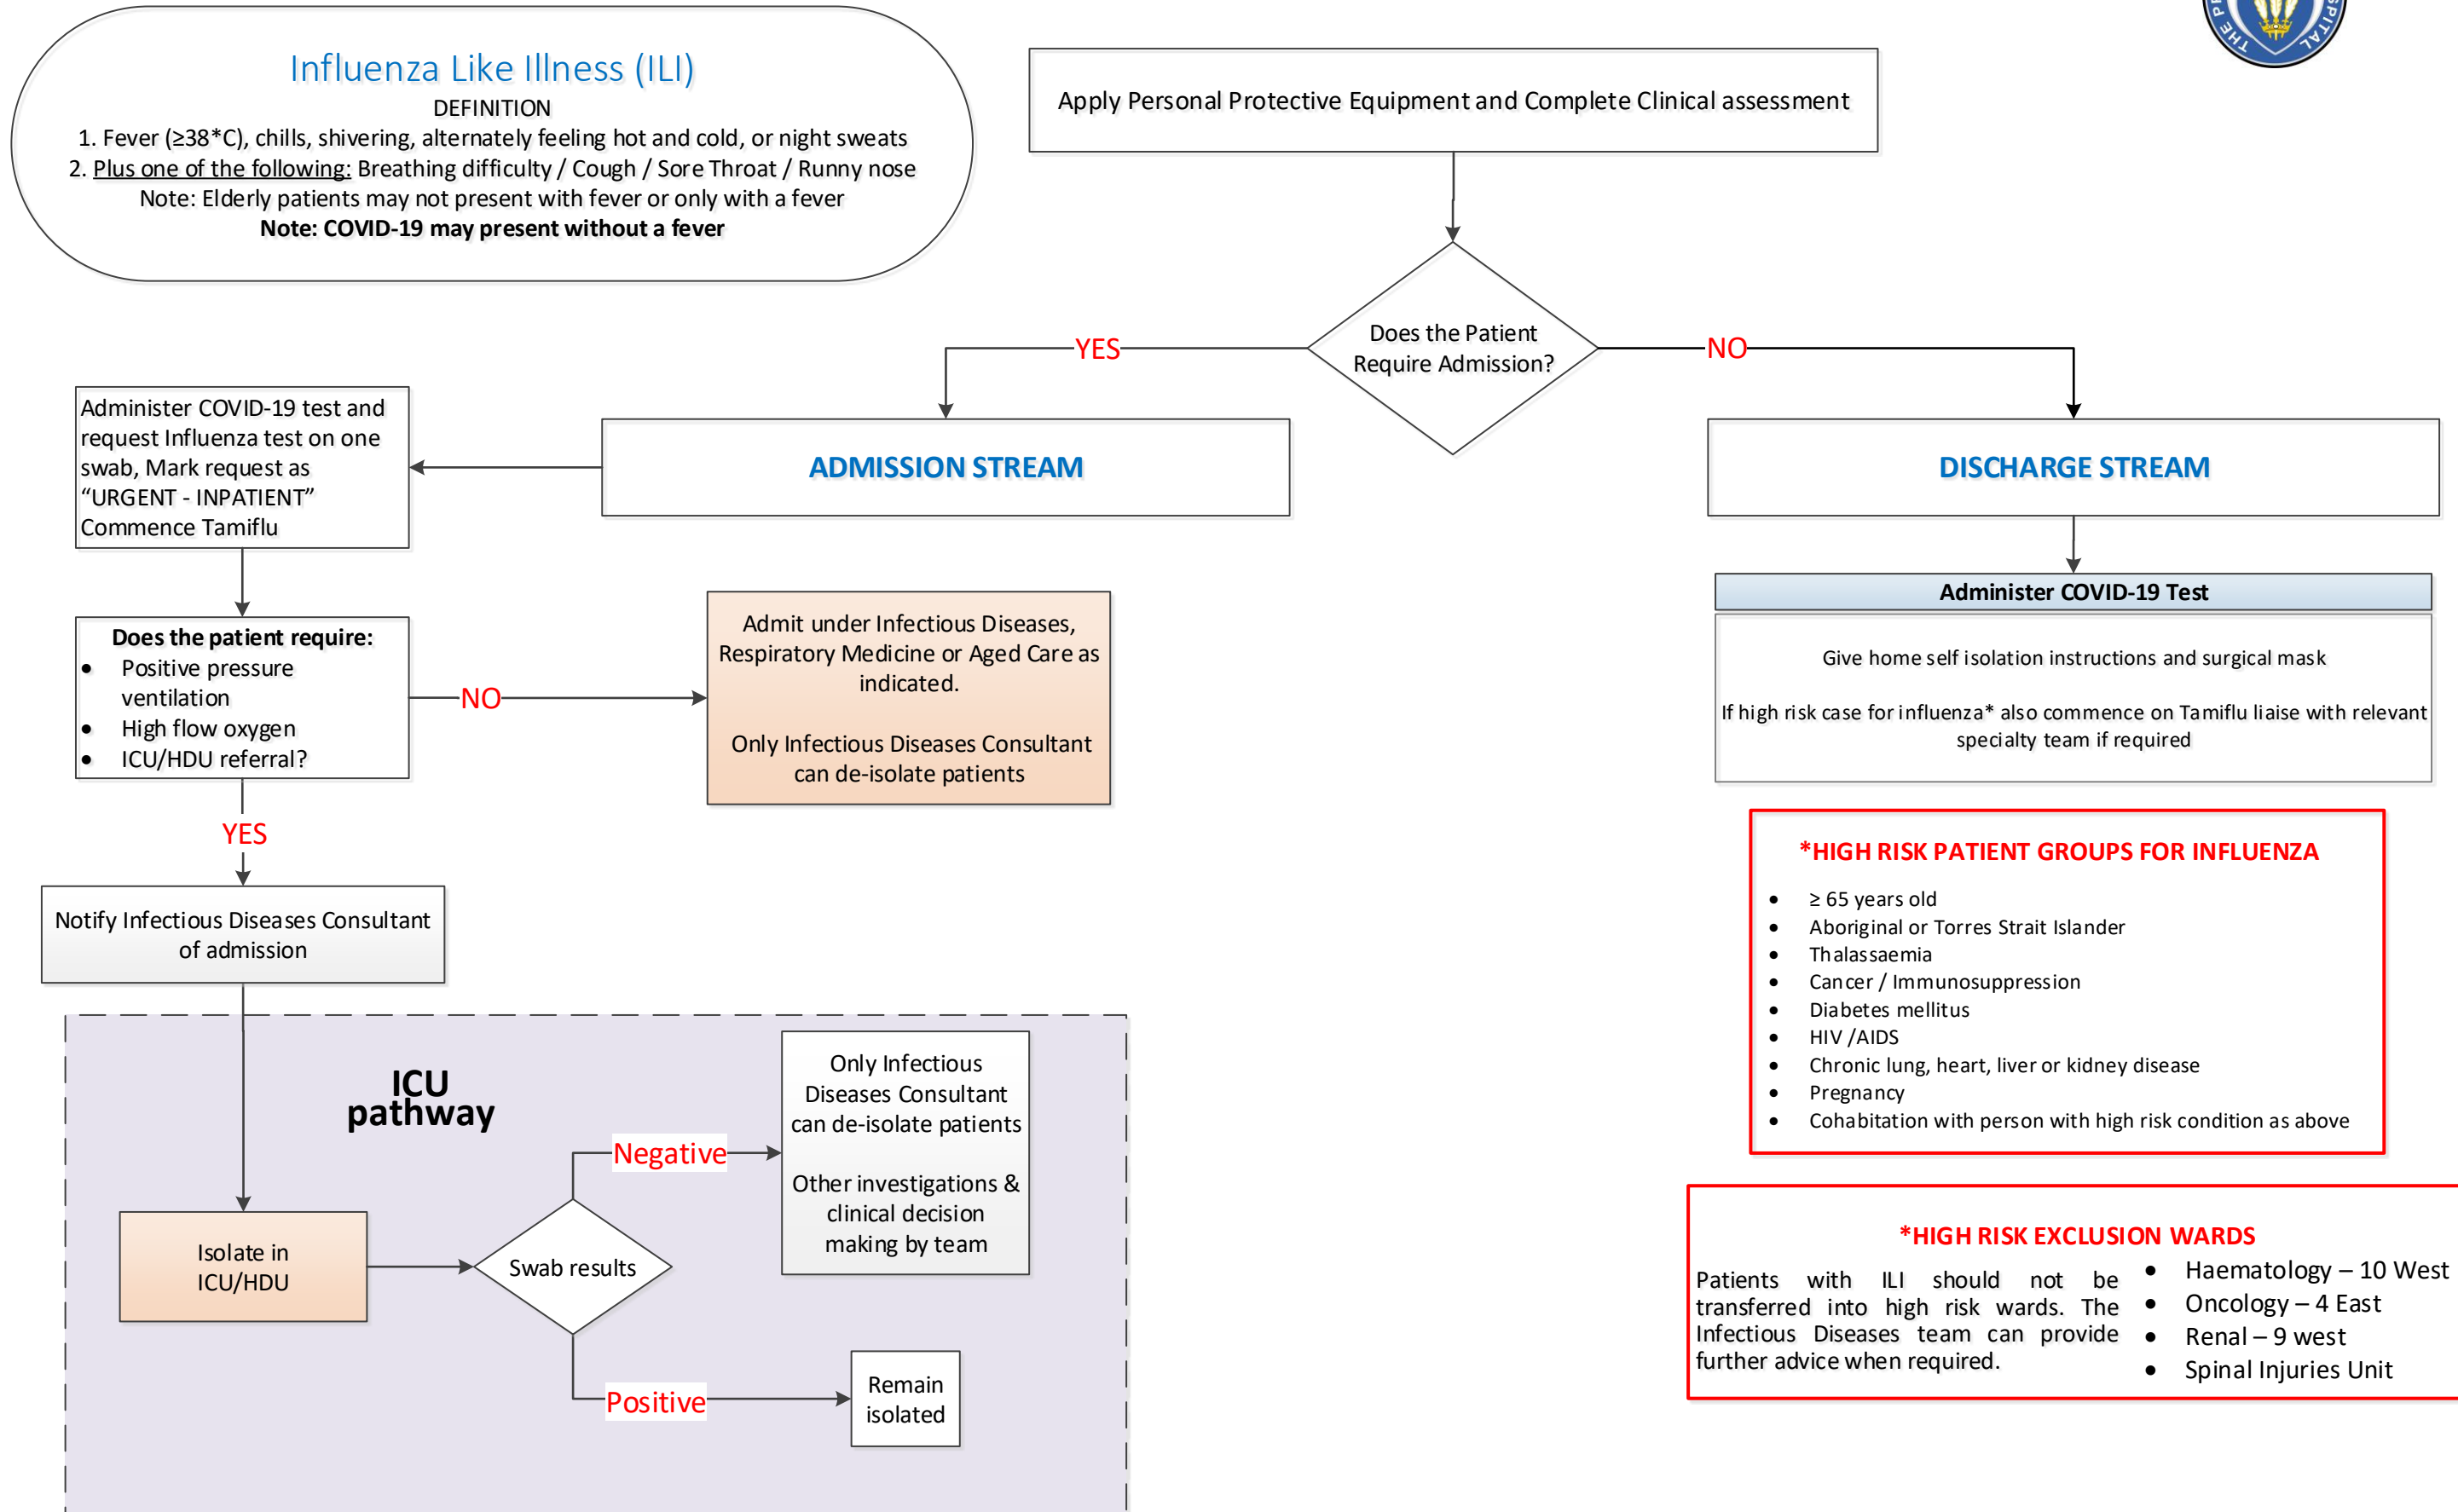 Influenza Like Illness (ILI)
DEFINITION
1. Fever (≥38*C), chills, shivering, alternately feeling hot and cold, or night sweats
2. Plus one of the following: Breathing difficulty / Cough / Sore Throat / Runny nose
Note: Elderly patients may not present with fever or only with a fever
Note: COVID-19 may present without a fever
THE PR
SPITAL
Apply Personal Protective Equipment and Complete Clinical assessment
Does the Patient
Require Admission?
YES
NO
ADMISSION STREAM
DISCHARGE STREAM
Administer COVID-19 test and
request Influenza test on one
swab, Mark request as
“URGENT - INPATIENT”
Commence Tamiflu
Does the patient require:
• Positive pressure
ventilation
• High flow oxygen
• ICU/HDU referral?
NO
Admit under Infectious Diseases,
Respiratory Medicine or Aged Care as
indicated.
Only Infectious Diseases Consultant
can de-isolate patients
YES
Notify Infectious Diseases Consultant
of admission
ICU
pathway
Isolate in
ICU/HDU
Swab results
Negative
Only Infectious
Diseases Consultant
can de-isolate patients
Other investigations &
clinical decision
making by team
Positive
Remain
isolated
Administer COVID-19 Test
Give home self isolation instructions and surgical mask
If high risk case for influenza* also commence on Tamiflu liaise with relevant
specialty team if required
*HIGH RISK PATIENT GROUPS FOR INFLUENZA
• ≥ 65 years old
• Aboriginal or Torres Strait Islander
• Thalassaemia
• Cancer / Immunosuppression
• Diabetes mellitus
• HIV /AIDS
• Chronic lung, heart, liver or kidney disease
• Pregnancy
• Cohabitation with person with high risk condition as above
*HIGH RISK EXCLUSION WARDS
Patients with ILI should not be
transferred into high risk wards. The
Infectious Diseases team can provide
further advice when required.
• Haematology – 10 West
• Oncology – 4 East
• Renal – 9 west
• Spinal Injuries Unit